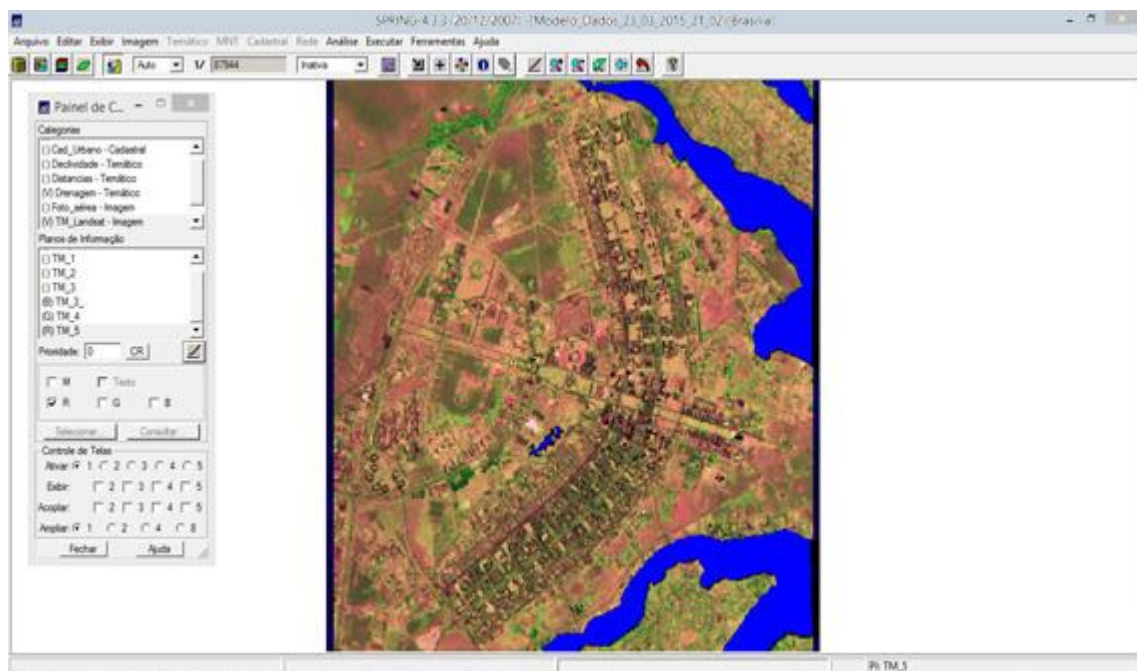 SPRING-4.3.3 (20/12/2007) -[Modelo_Dados_23_03_2015_21_02][Brasilia]
Arquivo Editar Exibir Imagem Temático MNT Cadastral Rede Análise Executar Ferramentas Ajuda
Auto 1/ 87944 Inativa
Painel de C...
Categorias
() Cad_Urbano - Cadastral
() Declividade - Temático
() Distancias - Temático
(V) Drenagem - Temático
() Foto_aérea - Imagem
(V) TM_Landsat - Imagem
Planos de Informação
() TM_1
() TM_2
() TM_3
(B) TM_3_
(G) TM_4
(R) TM_5
Prioridade: 0 CR
M Texto
R G B
Selecionar... Consultar...
Controle de Telas
Ativar 1 2 3 4 5
Exibir: 2 3 4 5
Acoplar: 2 3 4 5
Ampliar 1 2 4 8
Fechar Ajuda
PI: TM_5